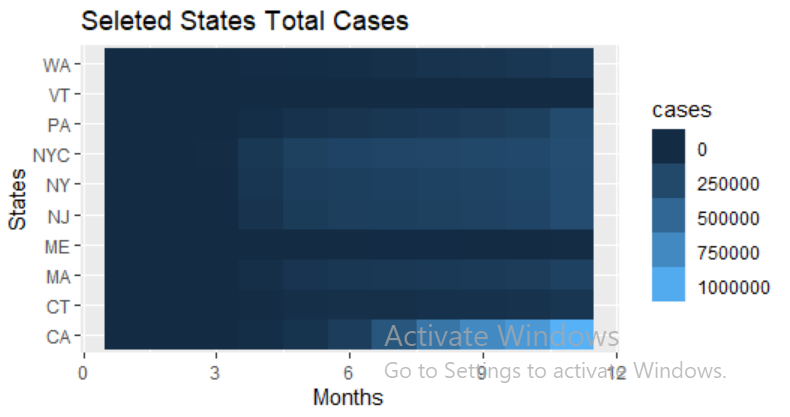 Seleted States Total Cases
States
WA
VT
PA
NYC
NY
NJ
ME
MA
CT
CA
0
3
6
9
12
Months
cases
0
250000
500000
750000
1000000
Activate Windows
Go to Settings to activate Windows.